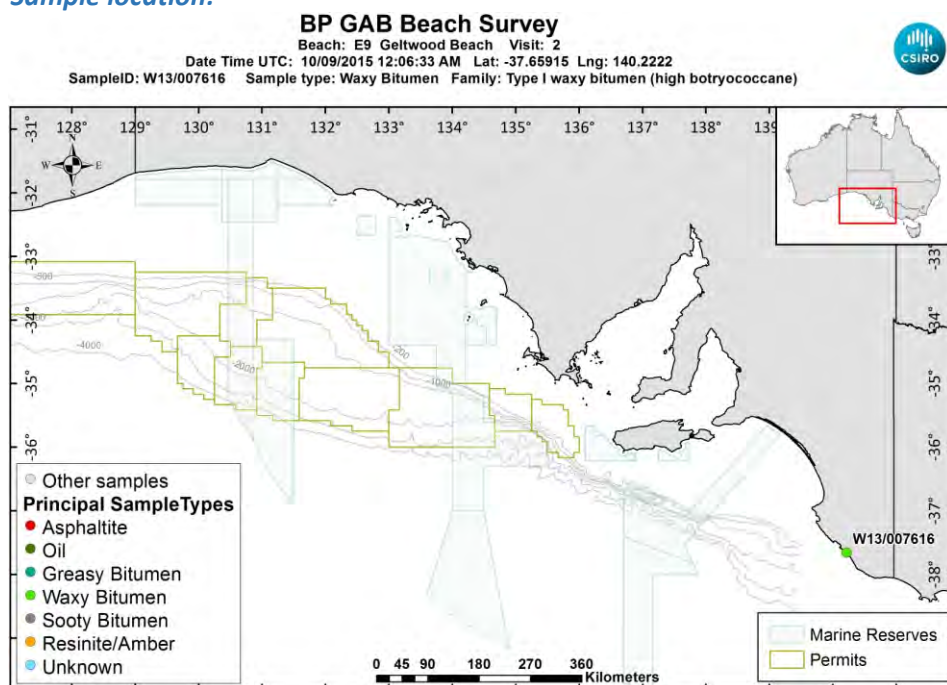 Sample location:
BP GAB Beach Survey
Beach: E9 Geltwood Beach Visit: 2
Date Time UTC: 10/09/2015 12:06:33 AM Lat: -37.65915 Lng: 140.2222
SampleID: W13/007616 Sample type: Waxy Bitumen Family: Type I waxy bitumen (high botryococcane)
CSIRO
128° 129° 130° 131° 132° 133° 134° 135° 136° 137° 138° 139
-31°
-32°
-33°
-34°
-35°
-36°
-33°
-34°
-35°
-36°
-37°
-38°
N
W E
S
-4000
-2000
-200
-1000
W13/007616
Other samples
Principal SampleTypes
Asphaltite
Oil
Greasy Bitumen
Waxy Bitumen
Sooty Bitumen
Resinite/Amber
Unknown
0 45 90 180 270 360
Kilometers
Marine Reserves
Permits